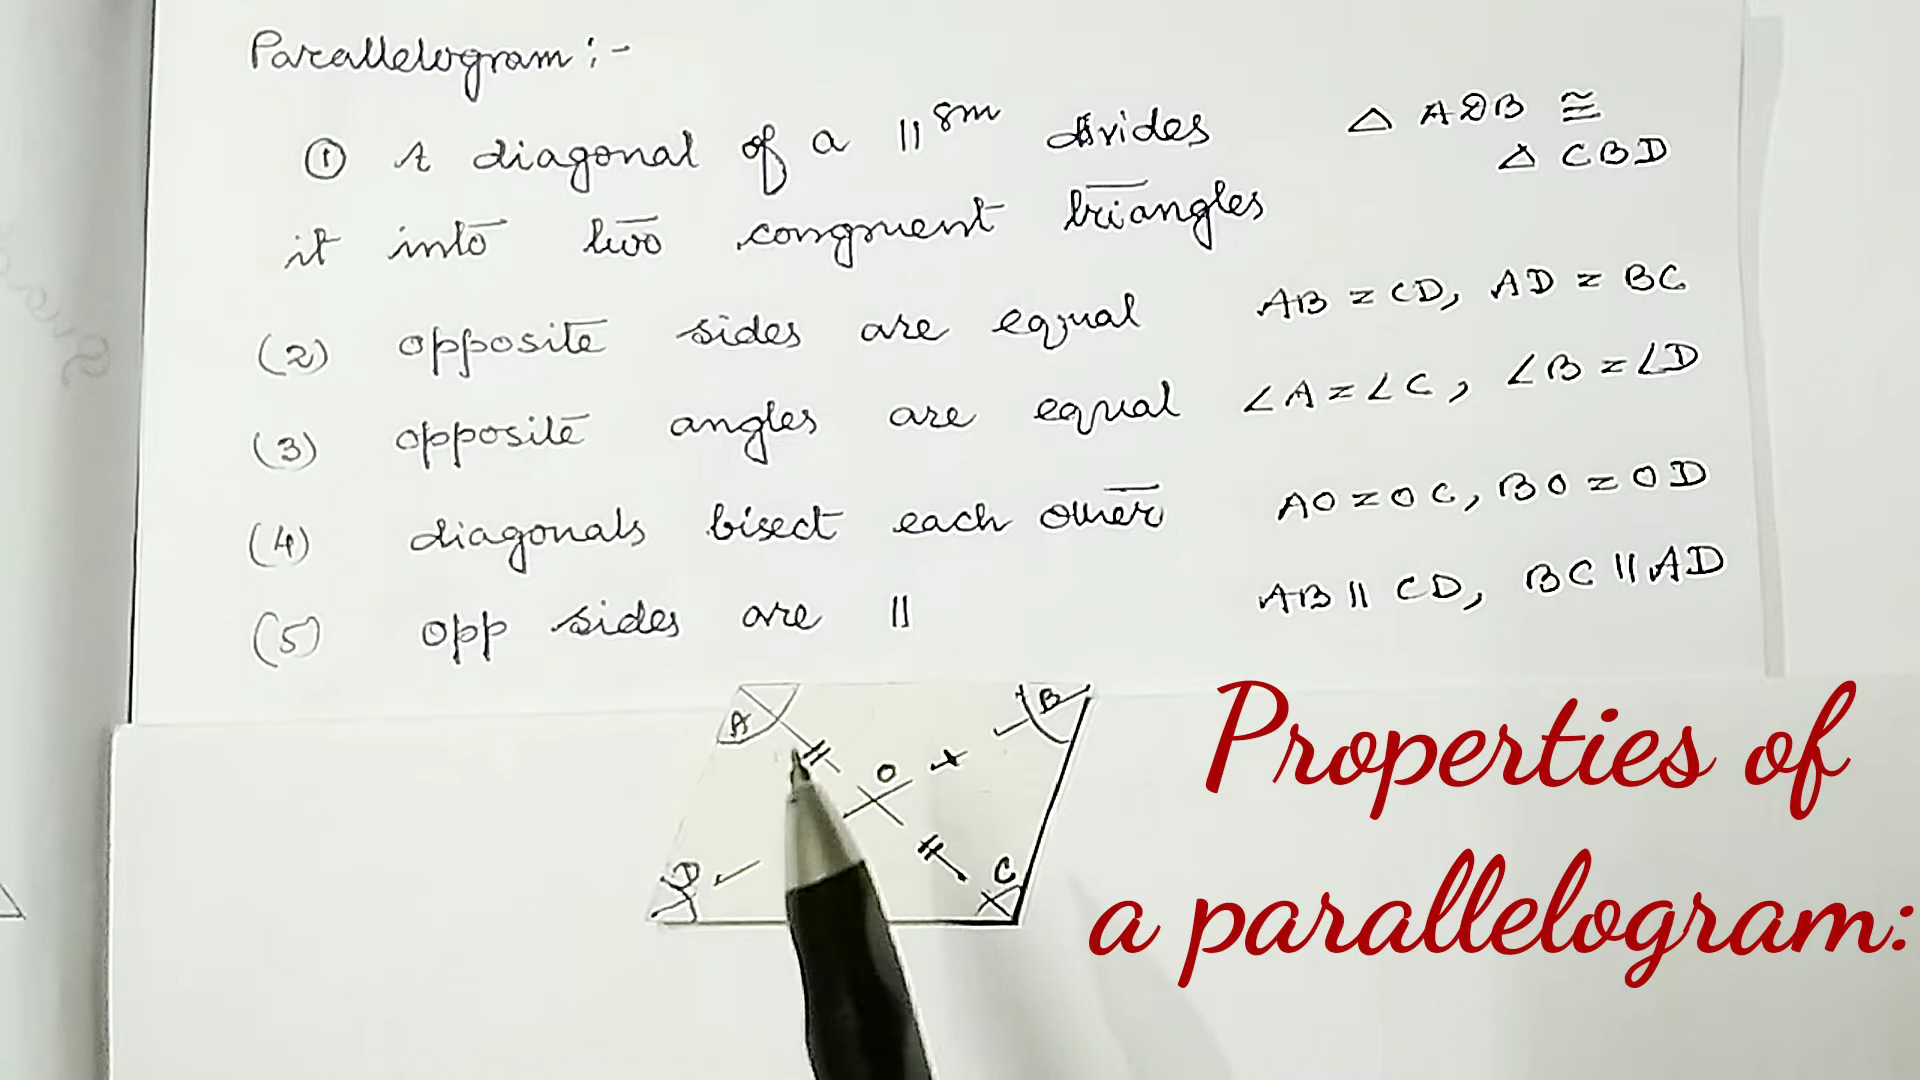 Parallelogram :-
① A diagonal of a ||gm divides △ ADB ≅
△ CBD
it into two congruent triangles
(2) opposite sides are equal AB = CD, AD = BC
(3) opposite angles are equal ∠A = ∠C, ∠B = ∠D
(4) diagonals bisect each other AO = OC, BO = OD
(5) opp sides are || AB || CD, BC || AD
A B
O
D C
Properties of
a parallelogram: